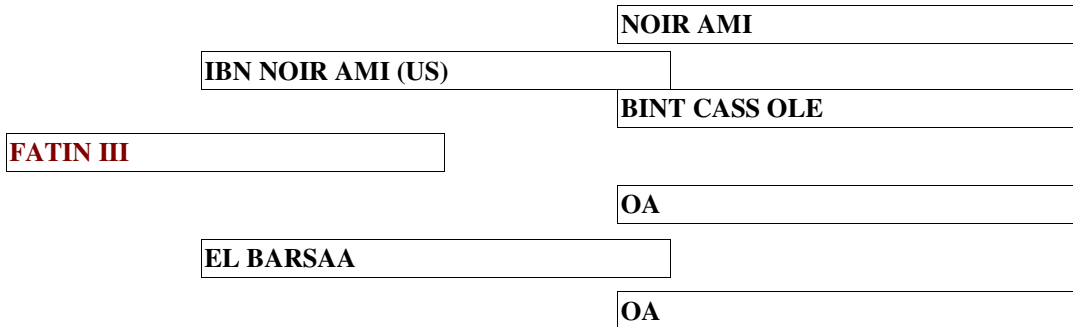 NOIR AMI
IBN NOIR AMI (US)
BINT CASS OLE
FATIN III
OA
EL BARSAA
OA